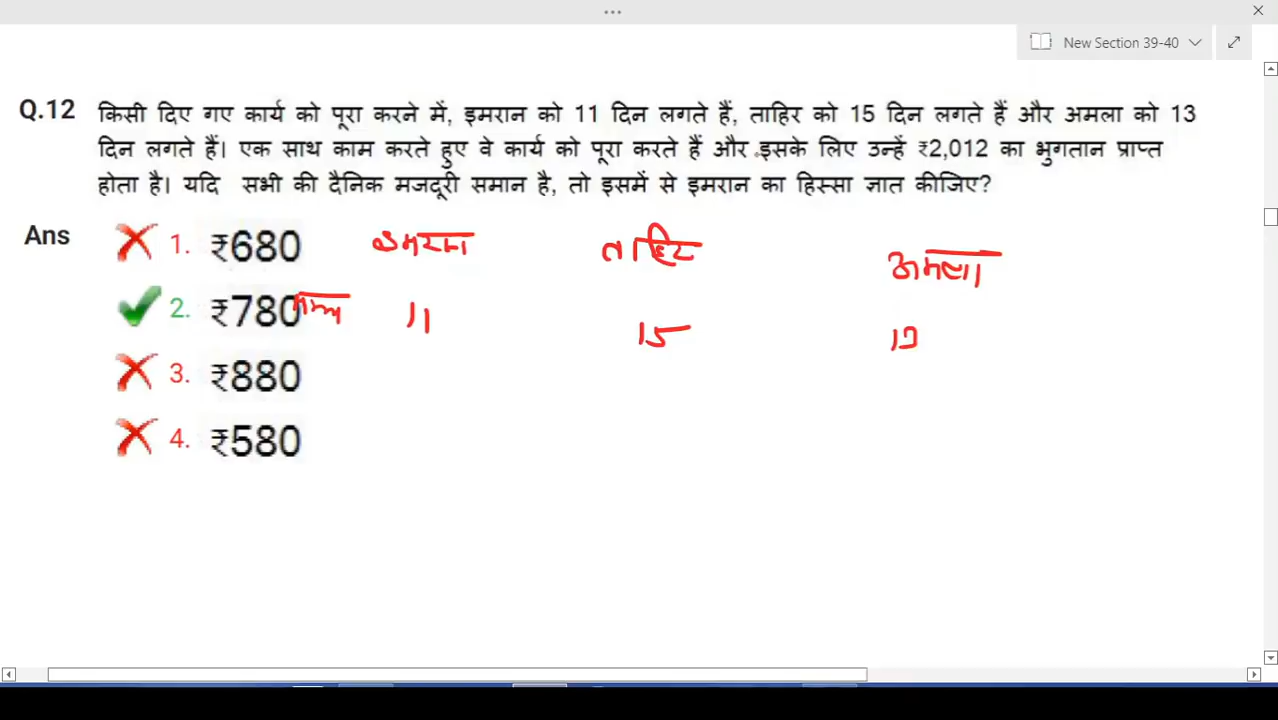 New Section 39-40
Q.12 किसी दिए गए कार्य को पूरा करने में, इमरान को 11 दिन लगते हैं, ताहिर को 15 दिन लगते हैं और अमला को 13
दिन लगते हैं। एक साथ काम करते हुए वे कार्य को पूरा करते हैं और इसके लिए उन्हें ₹2,012 का भुगतान प्राप्त
होता है। यदि सभी की दैनिक मजदूरी समान है, तो इसमें से इमरान का हिस्सा ज्ञात कीजिए?
Ans 1. ₹680
ताहिर
अमला
2. ₹780
11 15 13
3. ₹880
4. ₹580